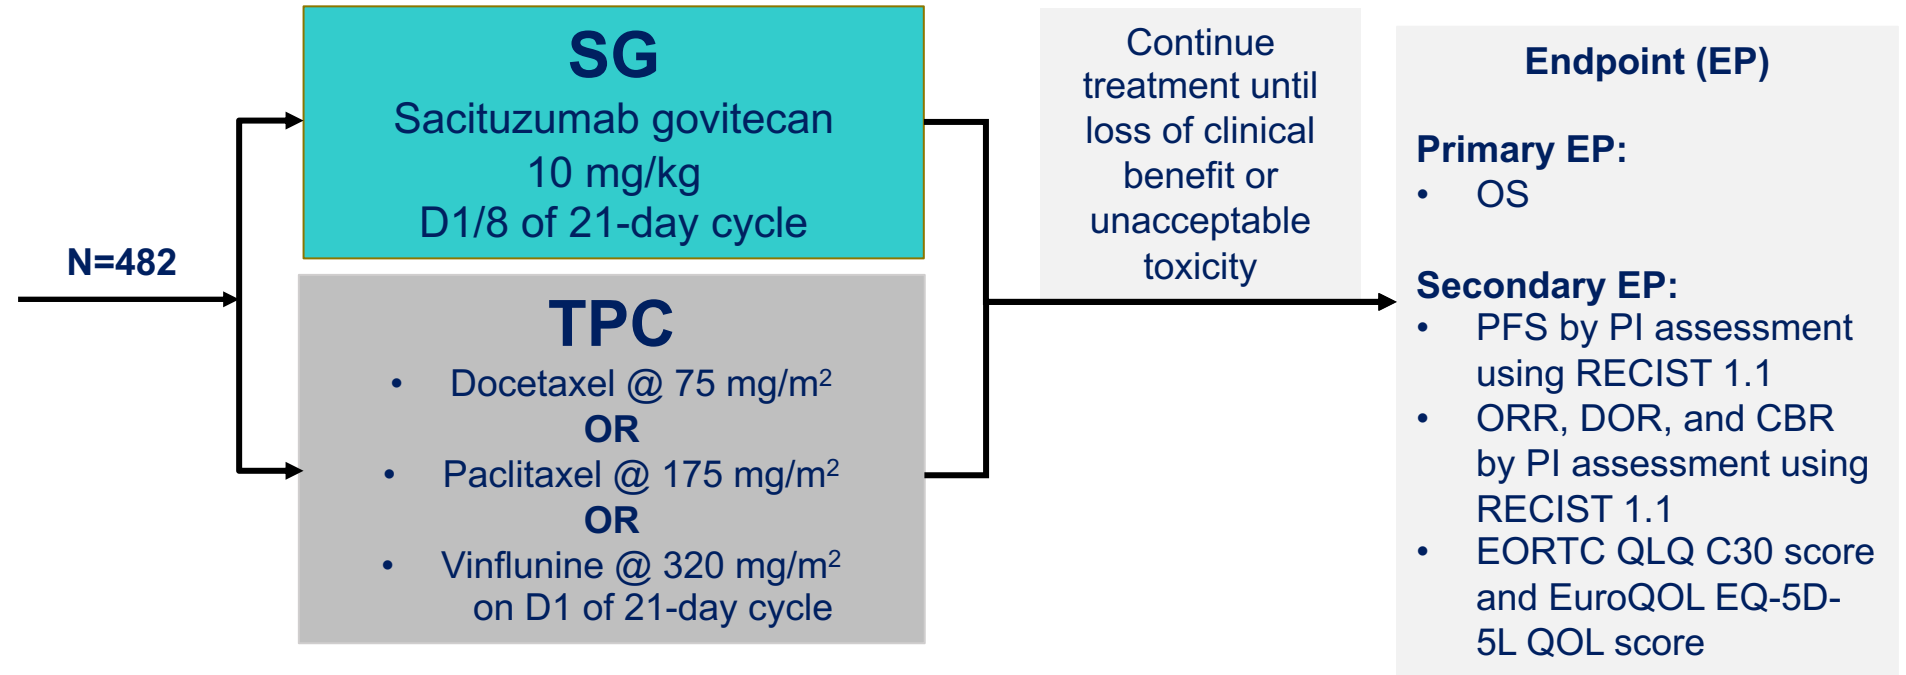 N=482
SG
Sacituzumab govitecan
10 mg/kg
D1/8 of 21-day cycle
TPC
• Docetaxel @ 75 mg/m²
OR
• Paclitaxel @ 175 mg/m²
OR
• Vinflunine @ 320 mg/m²
on D1 of 21-day cycle
Continue
treatment until
loss of clinical
benefit or
unacceptable
toxicity
Endpoint (EP)
Primary EP:
• OS
Secondary EP:
• PFS by PI assessment
using RECIST 1.1
• ORR, DOR, and CBR
by PI assessment using
RECIST 1.1
• EORTC QLQ C30 score
and EuroQOL EQ-5D-
5L QOL score